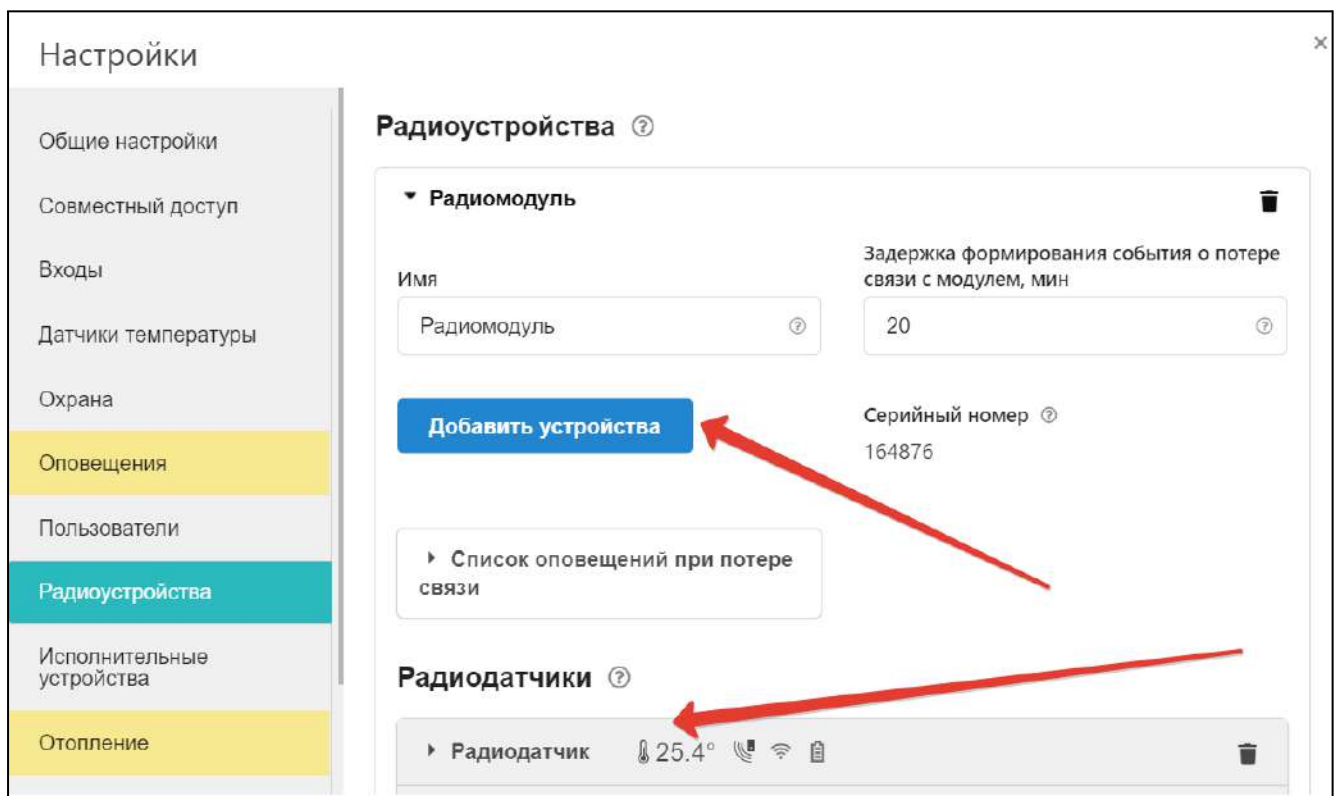 Настройки
Общие настройки
Совместный доступ
Входы
Датчики температуры
Охрана
Оповещения
Пользователи
Радиоустройства
Исполнительные
устройства
Отопление
Радиоустройства
Радиомодуль
Имя
Радиомодуль
Задержка формирования события о потере
связи с модулем, мин
20
Добавить устройства
Серийный номер
164876
Список оповещений при потере
связи
Радиодатчики
Радиодатчик 25.4°